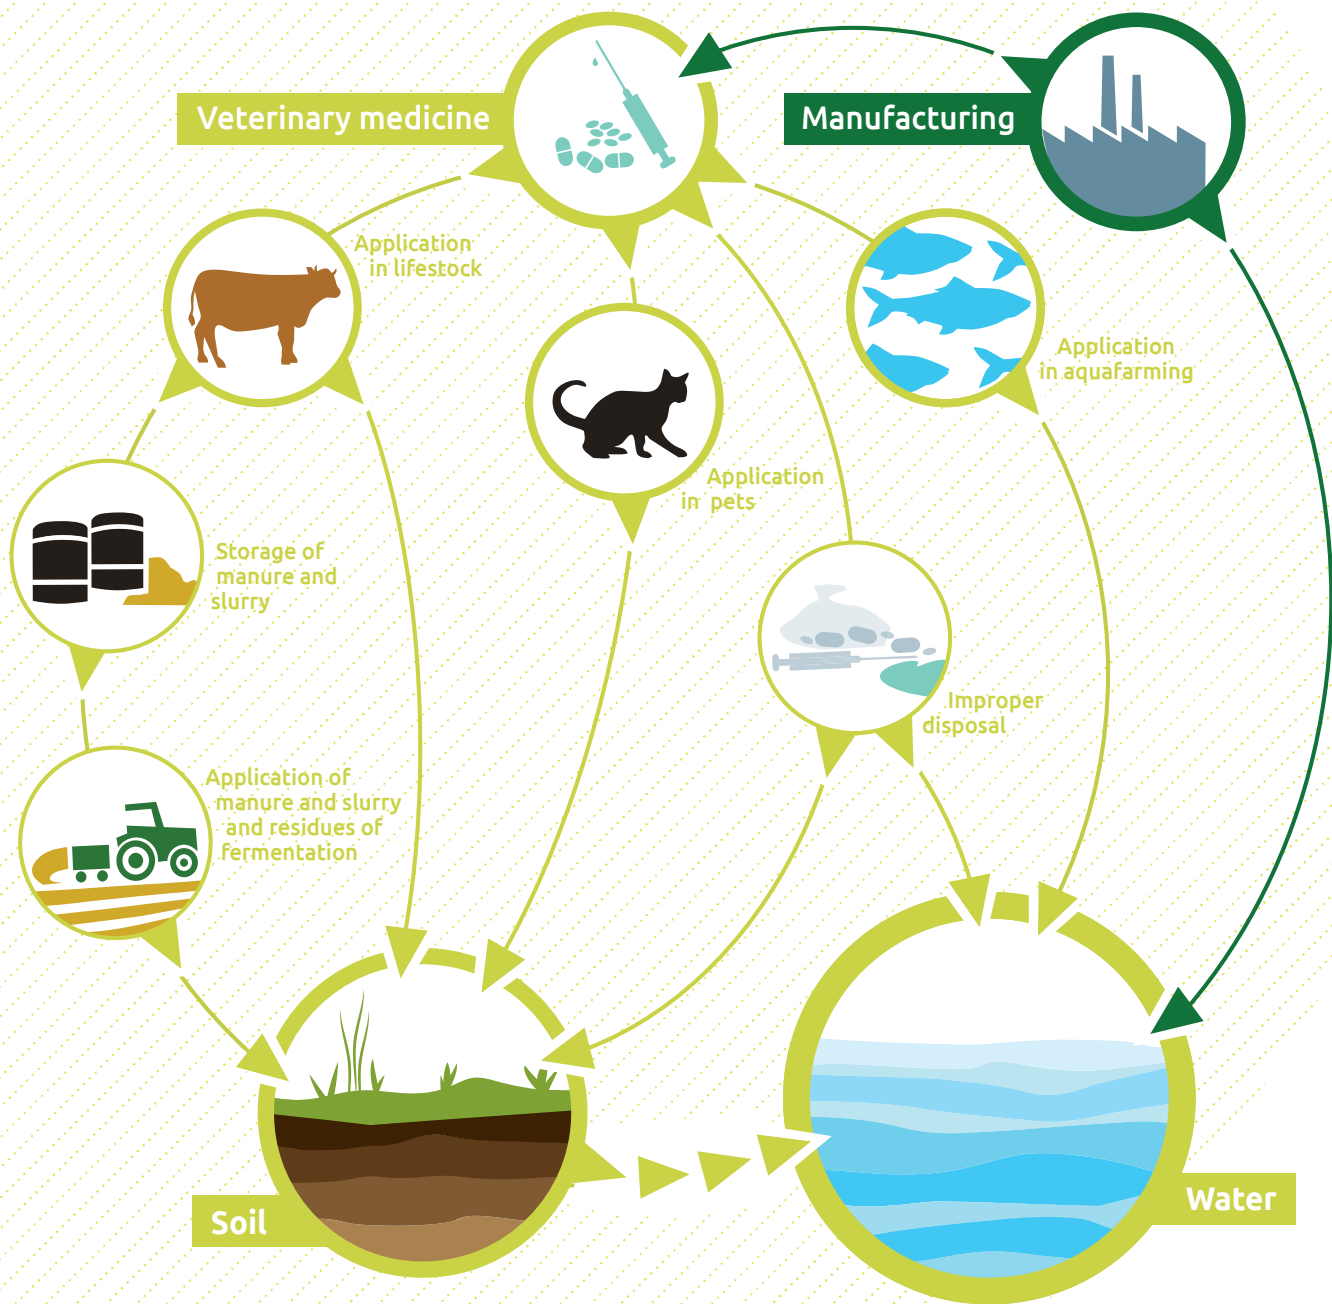 Veterinary medicine
Manufacturing
Application
in lifestock
Application
in aquafarming
Application
in pets
Storage of
manure and
slurry
Improper
disposal
Application of
manure and slurry
and residues of
fermentation
Soil
Water